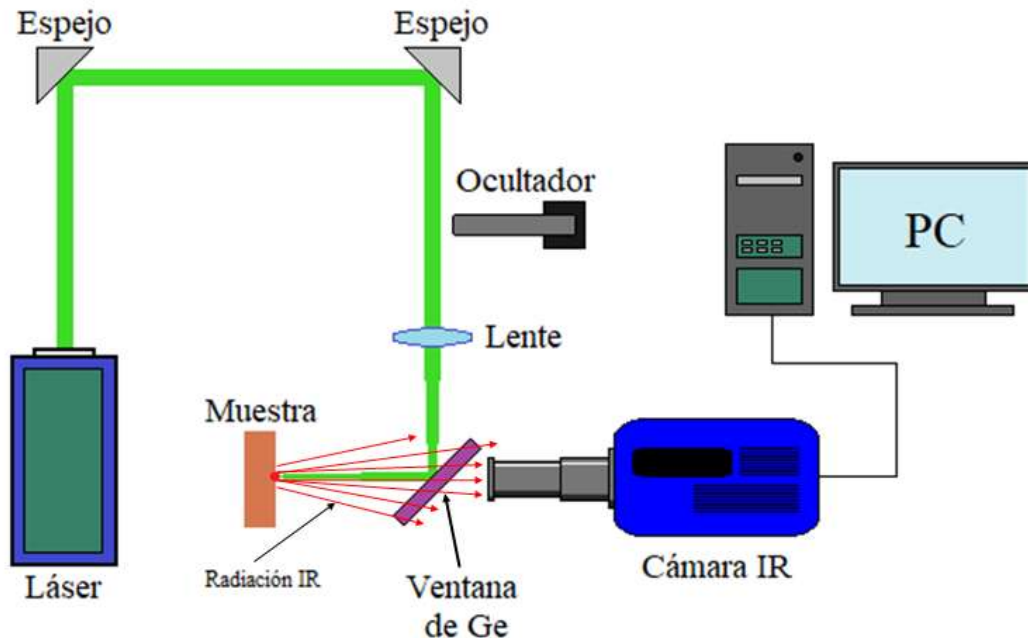 Espejo
Espejo
Ocultador
PC
Lente
Muestra
Láser
Radiación IR
Ventana
de Ge
Cámara IR